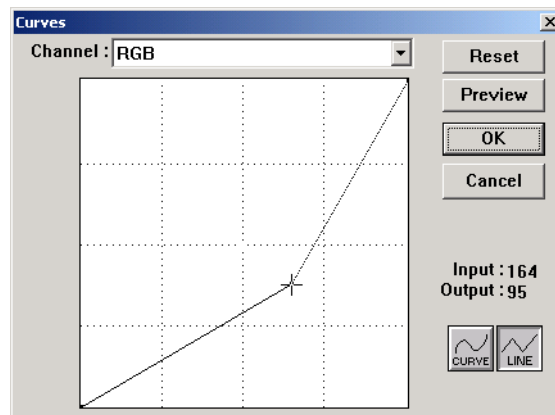 Curves
Channel : RGB
Reset
Preview
OK
Cancel
Input : 164
Output : 95
CURVE
LINE